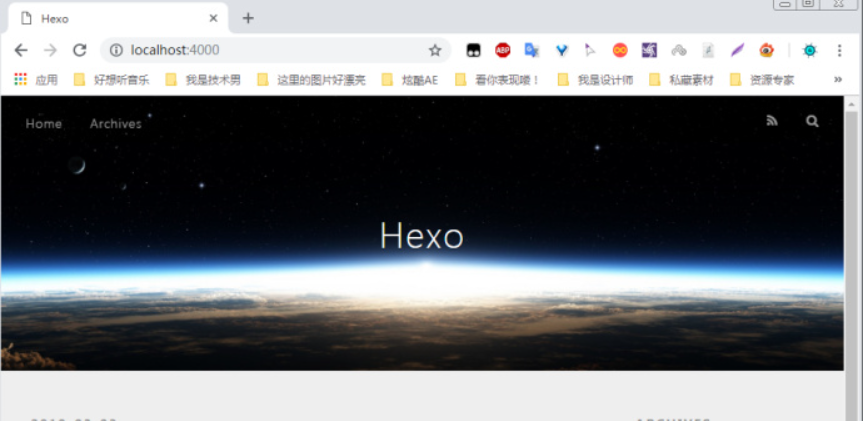 Hexo
localhost:4000
ABP
应用 好想听音乐 我是技术男 这里的图片好漂亮 炫酷AE 看你表现喽！ 我是设计师 私藏素材 资源专家 »
Home Archives
Hexo